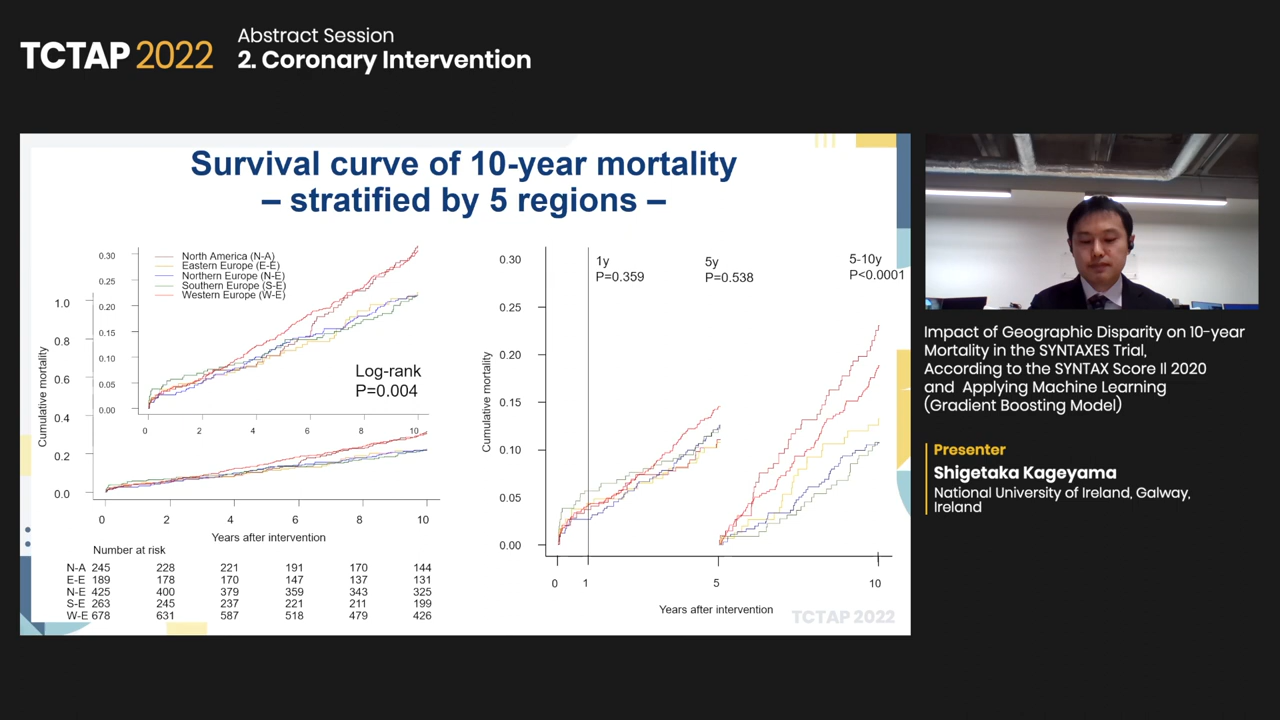 TCTAP 2022
Abstract Session
2. Coronary Intervention
Survival curve of 10-year mortality
– stratified by 5 regions –
0.30
0.25
0.20
0.15
0.10
0.05
0.00
North America (N-A)
Eastern Europe (E-E)
Northern Europe (N-E)
Southern Europe (S-E)
Western Europe (W-E)
Log-rank
P=0.004
0 2 4 6 8 10
Cumulative mortality
1.0
0.8
0.6
0.4
0.2
0.0
0 2 4 6 8 10
Years after intervention
Number at risk
N-A 245 228 221 191 170 144
E-E 189 178 170 147 137 131
N-E 425 400 379 359 343 325
S-E 263 245 237 221 211 199
W-E 678 631 587 518 479 426
Cumulative mortality
0.30
0.25
0.20
0.15
0.10
0.05
0.00
1y
P=0.359
5y
P=0.538
5-10y
P<0.0001
0 1 5 10
Years after intervention
TCTAP 2022
Impact of Geographic Disparity on 10-year
Mortality in the SYNTAXES Trial,
According to the SYNTAX Score II 2020
and Applying Machine Learning
(Gradient Boosting Model)
Presenter
Shigetaka Kageyama
National University of Ireland, Galway,
Ireland